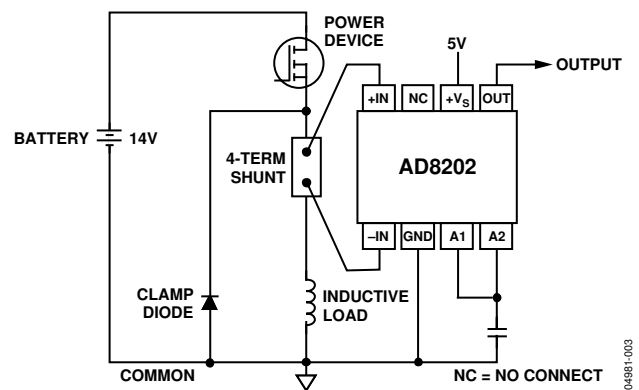 POWER
DEVICE
5V
OUTPUT
+IN
NC
+VS
OUT
BATTERY
14V
4-TERM
SHUNT
AD8202
–IN
GND
A1
A2
CLAMP
DIODE
INDUCTIVE
LOAD
COMMON
NC = NO CONNECT
04981-003